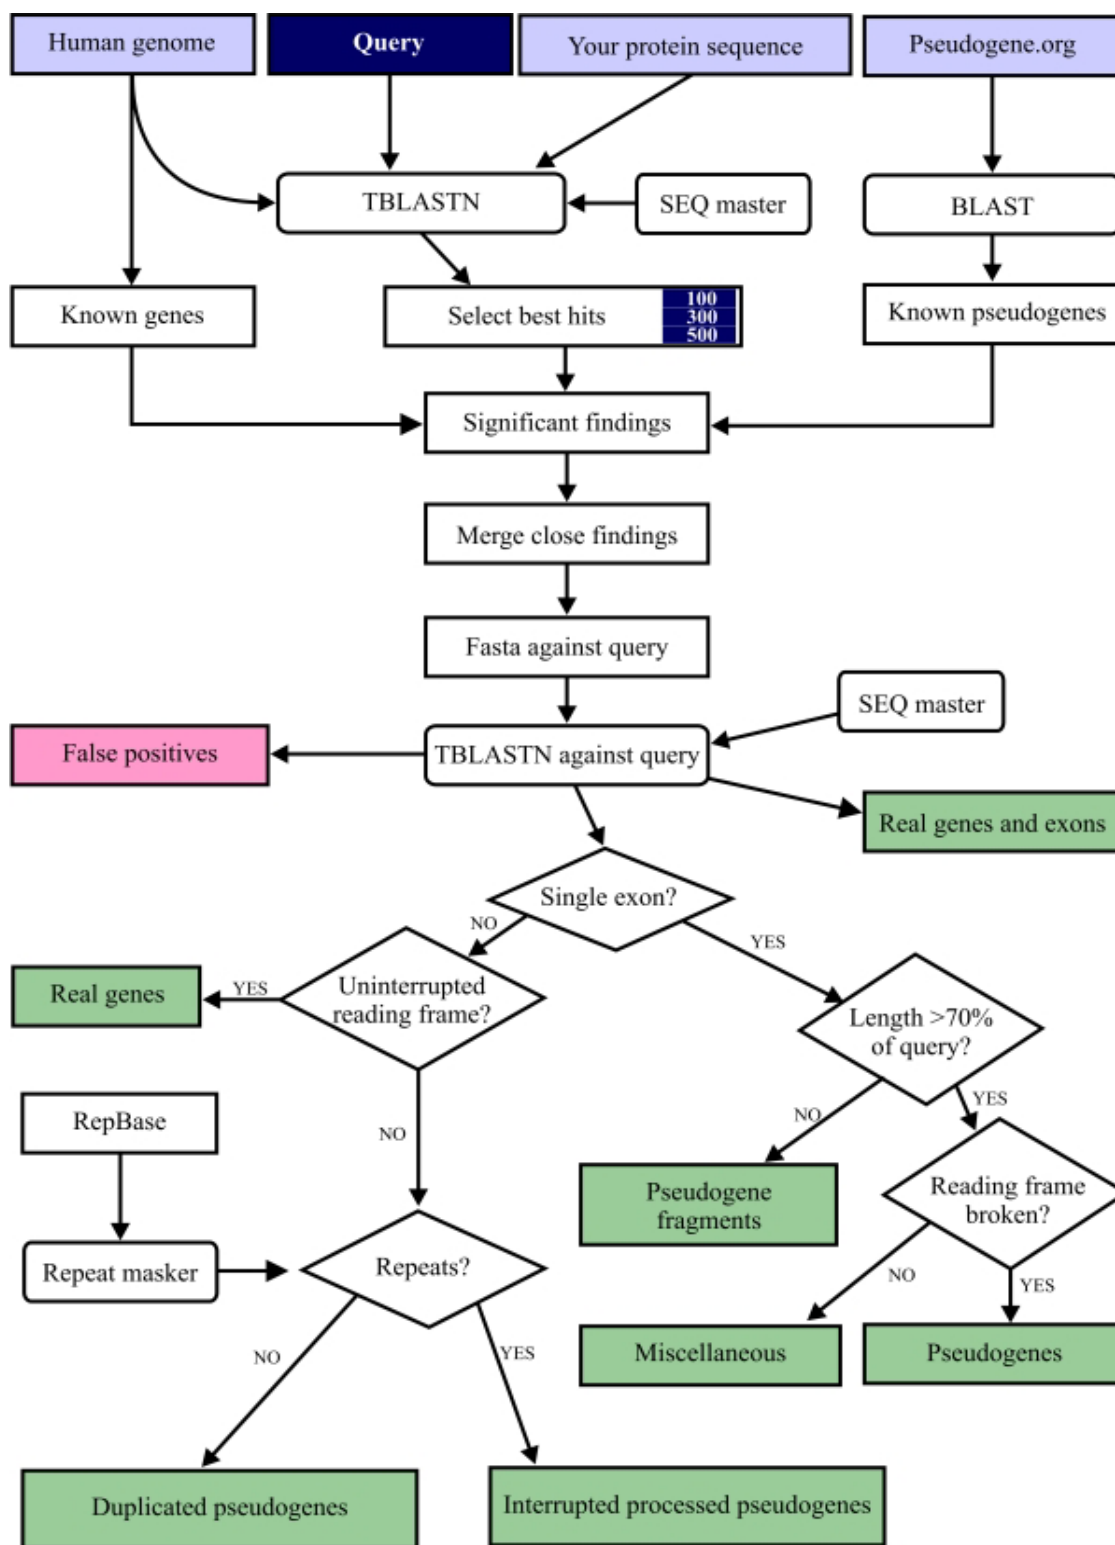 Human genome
Query
Your protein sequence
Pseudogene.org
TBLASTN
SEQ master
BLAST
Known genes
Select best hits
100
300
500
Known pseudogenes
Significant findings
Merge close findings
Fasta against query
SEQ master
False positives
TBLASTN against query
Real genes and exons
Single exon?
NO
YES
Real genes
YES
Uninterrupted
reading frame?
Length >70%
of query?
NO
YES
RepBase
NO
Pseudogene
fragments
Reading frame
broken?
Repeat masker
Repeats?
NO
YES
Miscellaneous
Pseudogenes
NO
YES
Duplicated pseudogenes
Interrupted processed pseudogenes